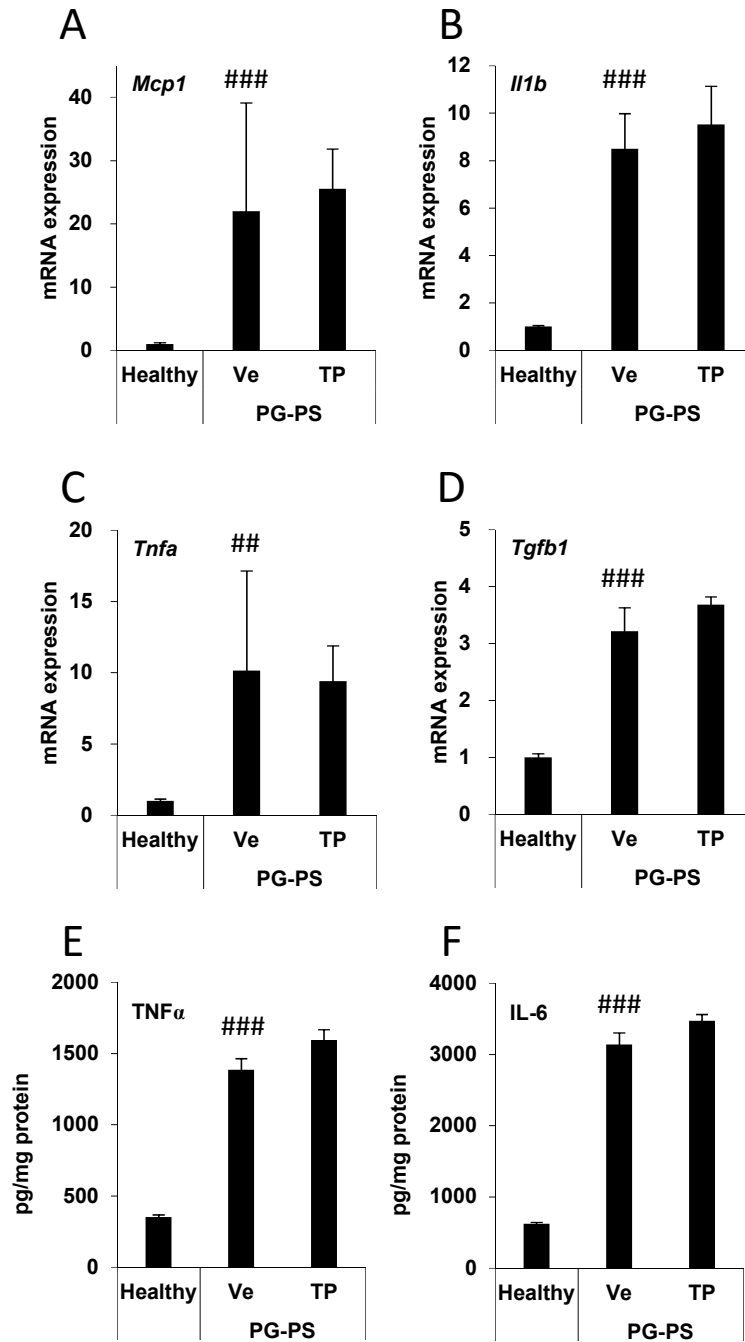 A
Mcp1
###
mRNA expression
40
30
20
10
0
Healthy Ve TP
PG-PS
B
Il1b
###
mRNA expression
12
10
8
6
4
2
0
Healthy Ve TP
PG-PS
C
Tnfa
##
mRNA expression
20
15
10
5
0
Healthy Ve TP
PG-PS
D
Tgfb1
###
mRNA expression
5
4
3
2
1
0
Healthy Ve TP
PG-PS
E
TNFα
###
pg/mg protein
2000
1500
1000
500
0
Healthy Ve TP
PG-PS
F
IL-6
###
pg/mg protein
4000
3000
2000
1000
0
Healthy Ve TP
PG-PS